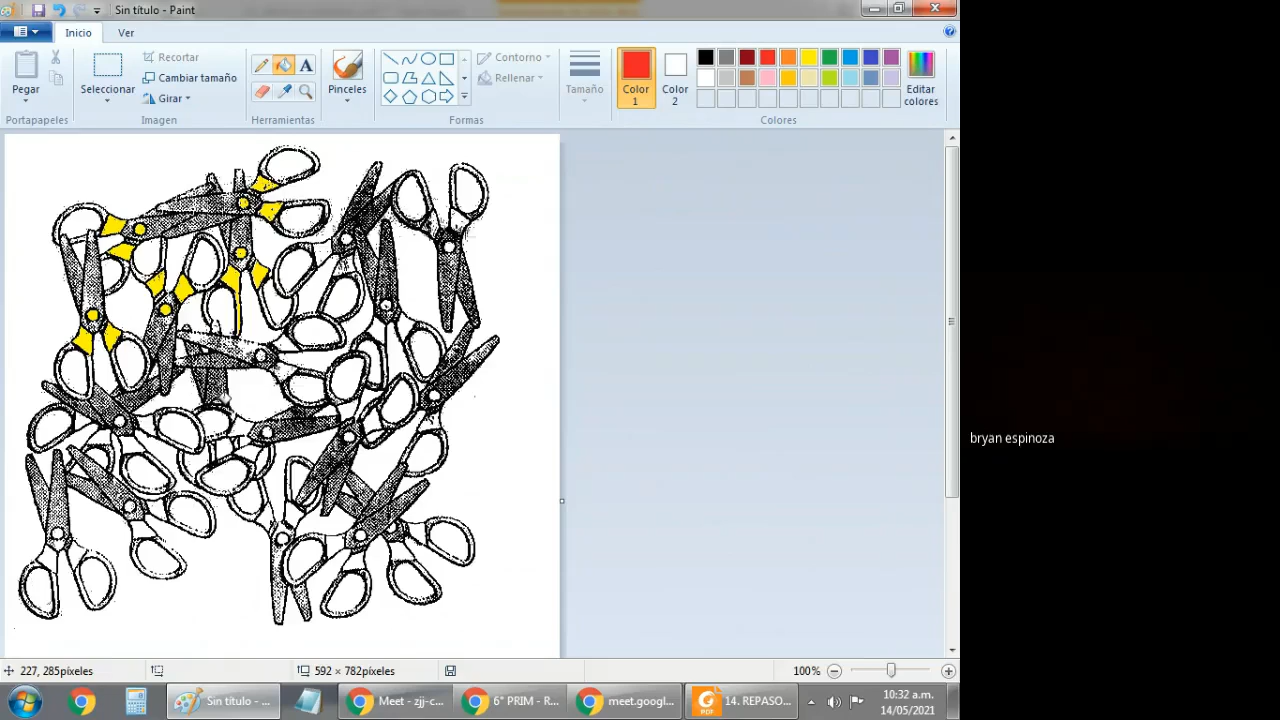 Sin título - Paint
Inicio Ver
Pegar
Portapapeles
Seleccionar
Recortar
Cambiar tamaño
Girar
Imagen
A
Herramientas
Pinceles
Contorno
Rellenar
Formas
Tamaño
Color 1
Color 2
Editar colores
Colores
bryan espinoza
227, 285píxeles
592 × 782píxeles
100%
Sin título - ...
Meet - zjj-c...
6° PRIM - R...
meet.googl...
PDF
14. REPASO...
10:32 a.m.
14/05/2021